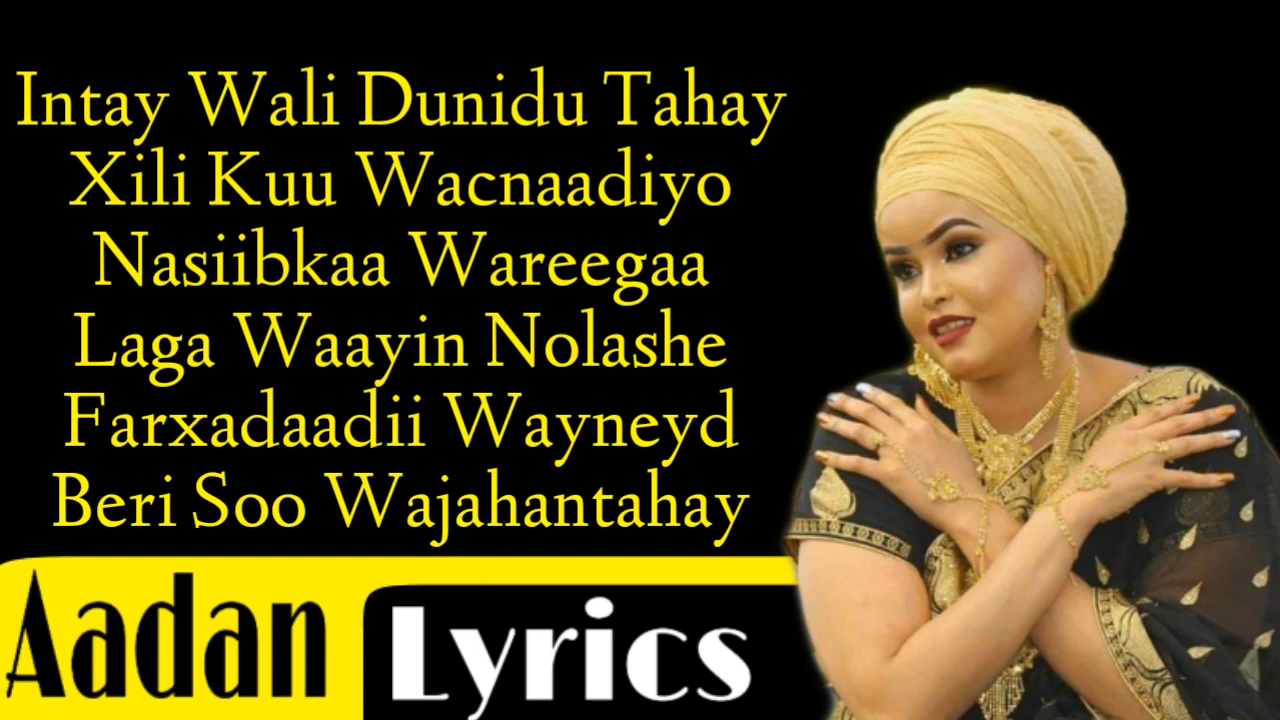 Intay Wali Dunidu Tahay
Xili Kuu Wacnaadiyo
Nasiibkaa Wareegaa
Laga Waayin Nolashe
Farxadaadii Wayneyd
Beri Soo Wajahantahay
Aadan
Lyrics